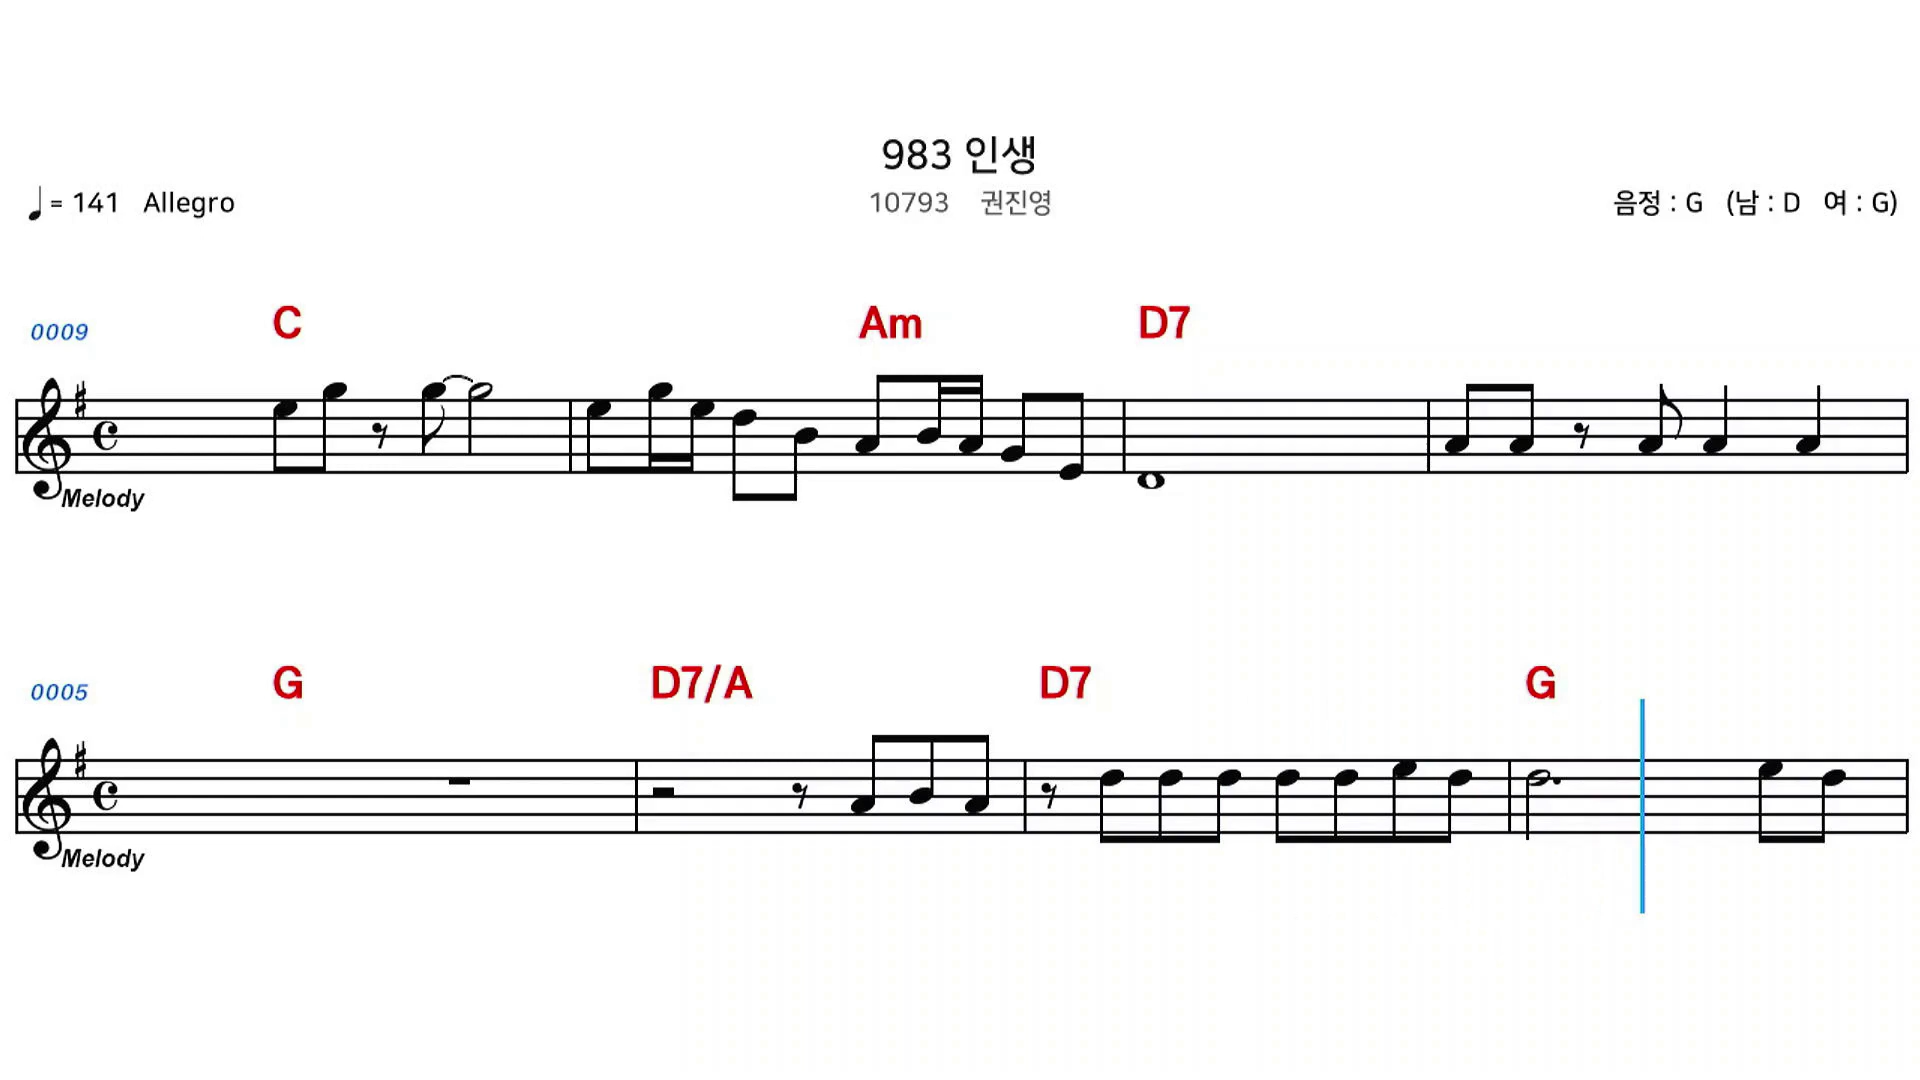 983 인생
♩= 141 Allegro
10793 권진영
음정 : G (남 : D 여 : G)
0009
C Am D7
Melody
0005
G D7/A D7 G
Melody